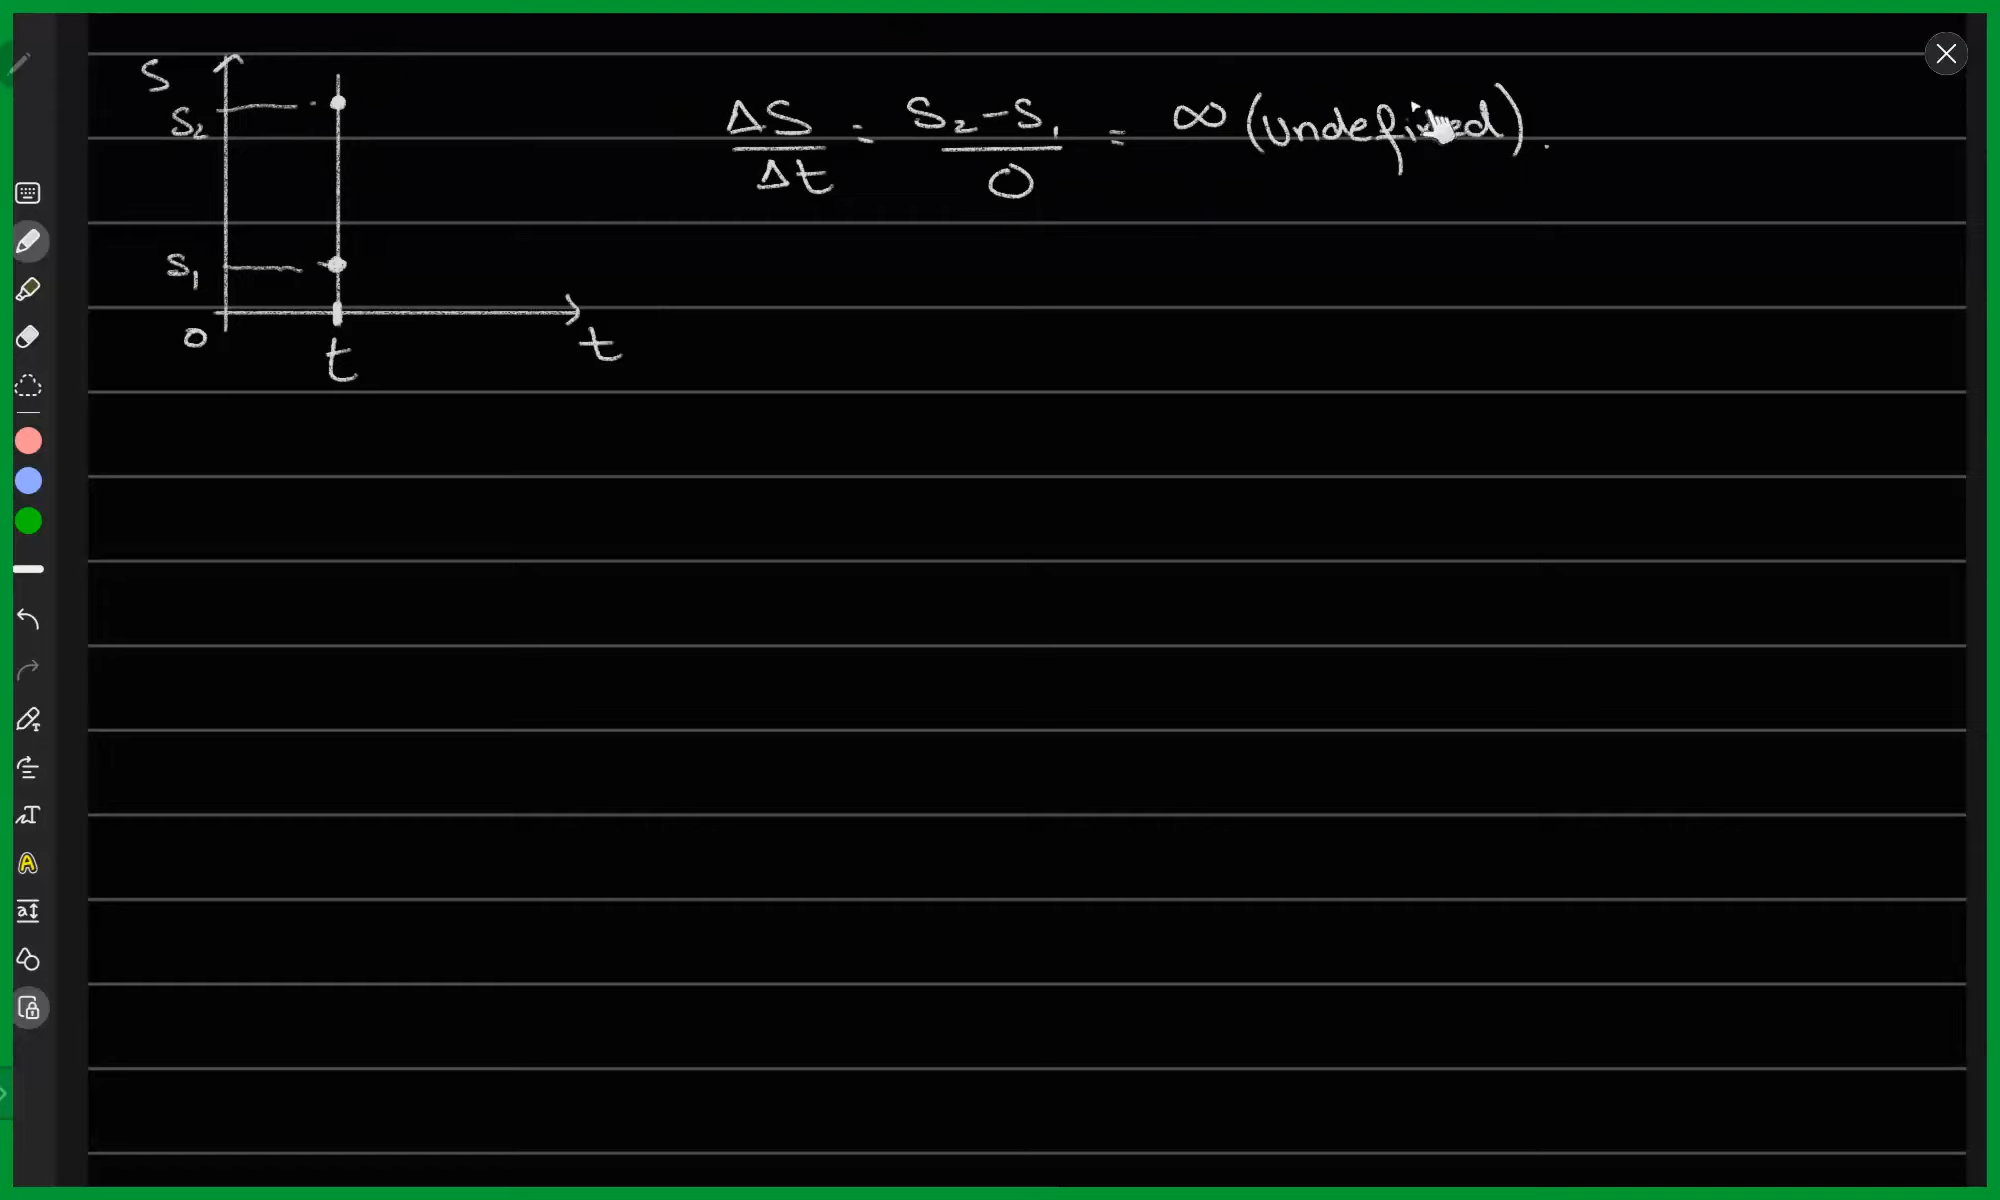 S
S₂
S₁
0
t
t
ΔS/Δt = S₂-S₁/0 = ∞ (undefined).